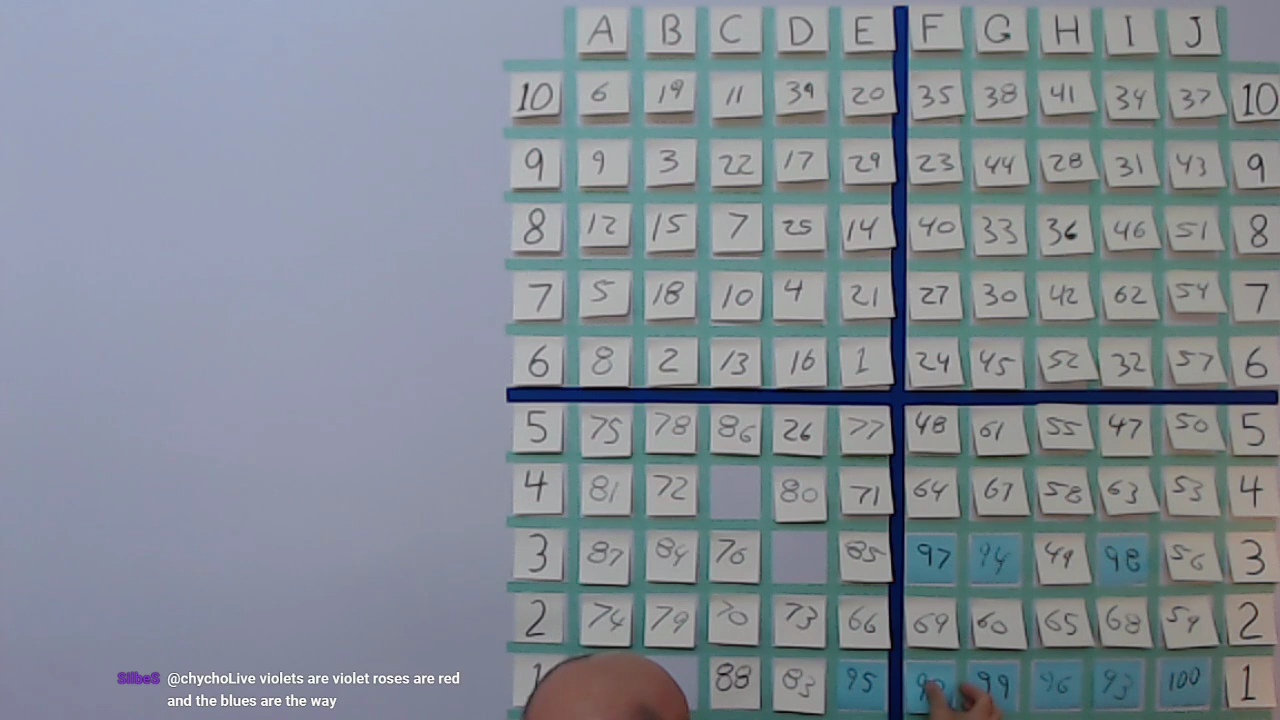 A B C D E F G H I J
10 6 19 11 39 20 35 38 41 34 37 10
9 9 3 22 17 29 23 44 28 31 43 9
8 12 15 7 25 14 40 33 36 46 51 8
7 5 18 10 4 21 27 30 42 62 54 7
6 8 2 13 16 1 24 45 52 32 57 6
5 75 78 86 26 77 48 61 55 47 50 5
4 81 72 80 71 64 67 58 63 53 4
3 87 84 76 85 97 94 49 98 56 3
2 74 79 70 73 66 69 60 65 68 59 2
1 88 83 95 99 96 93 100 1
SilbeS @chychoLive violets are violet roses are red
and the blues are the way